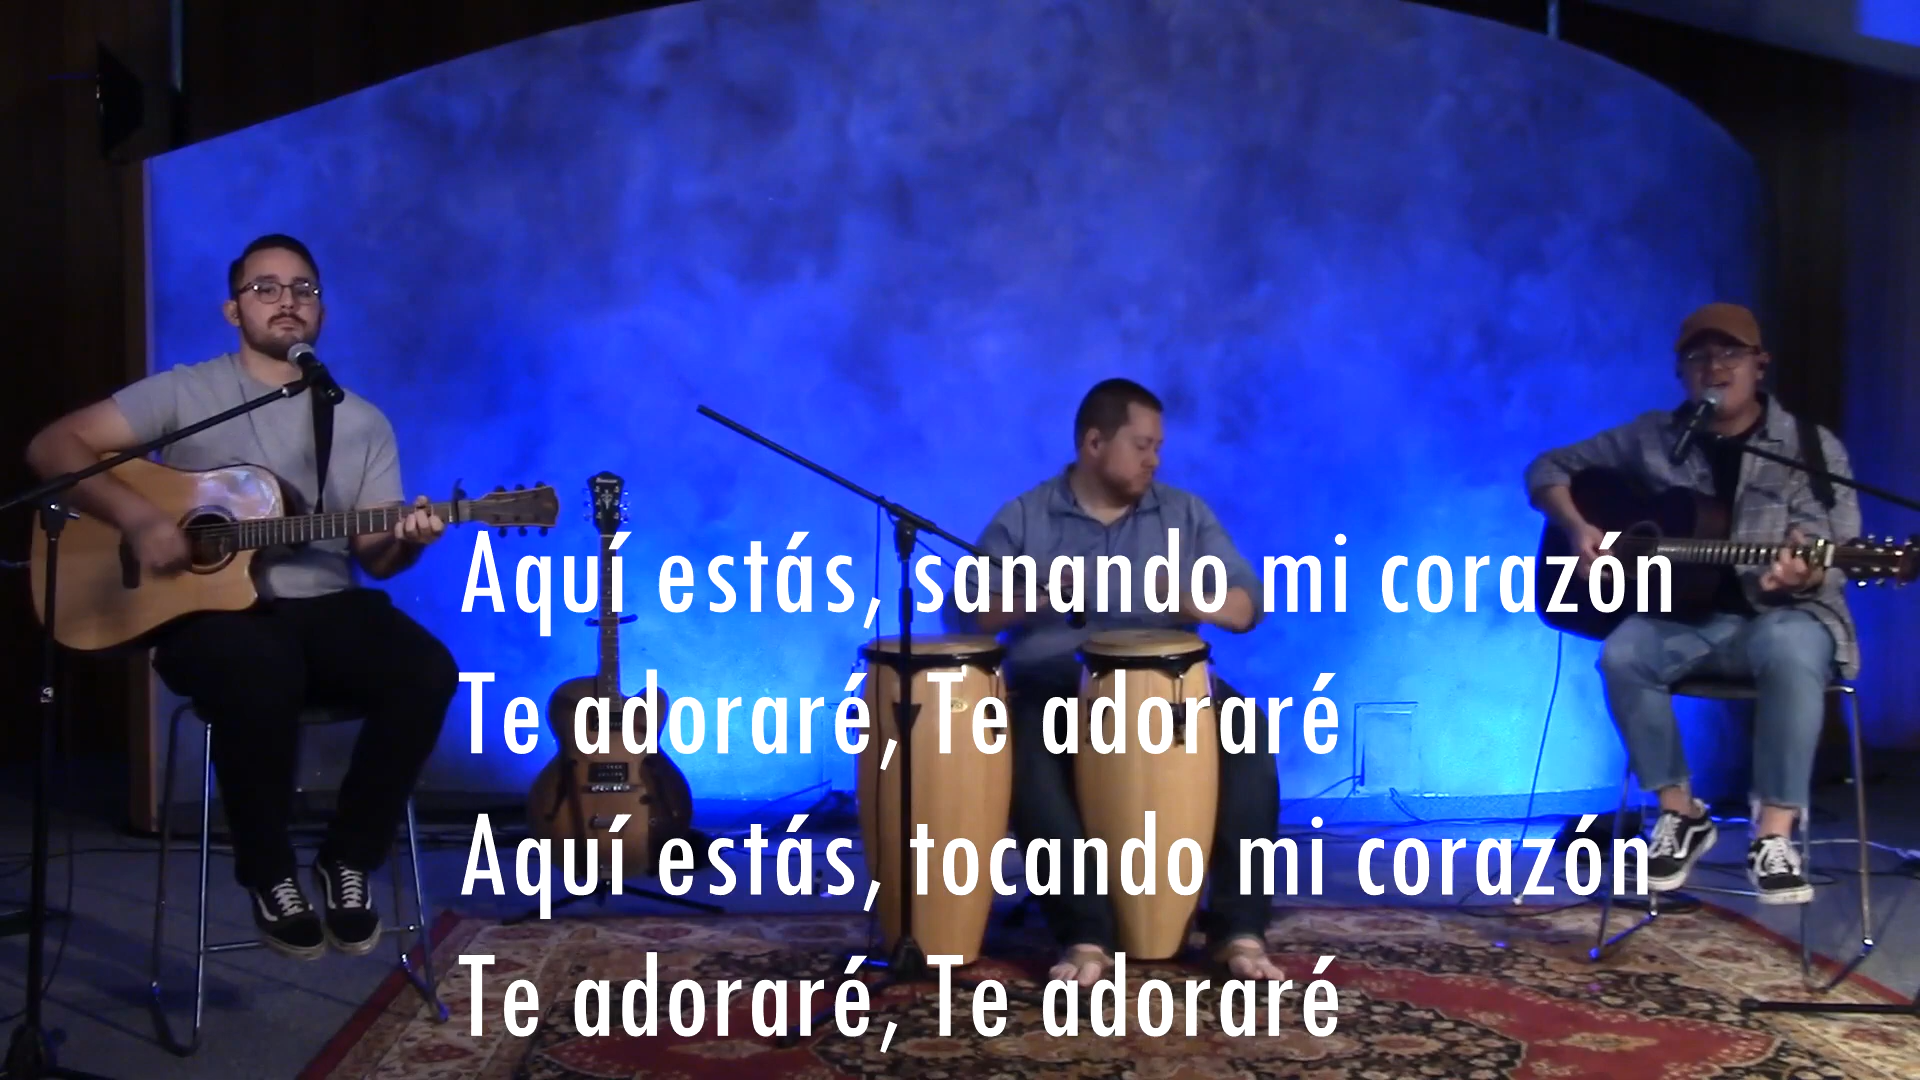 Aquí estás, sanando mi corazón
Te adoraré, Te adoraré
Aquí estás, tocando mi corazón
Te adoraré, Te adoraré